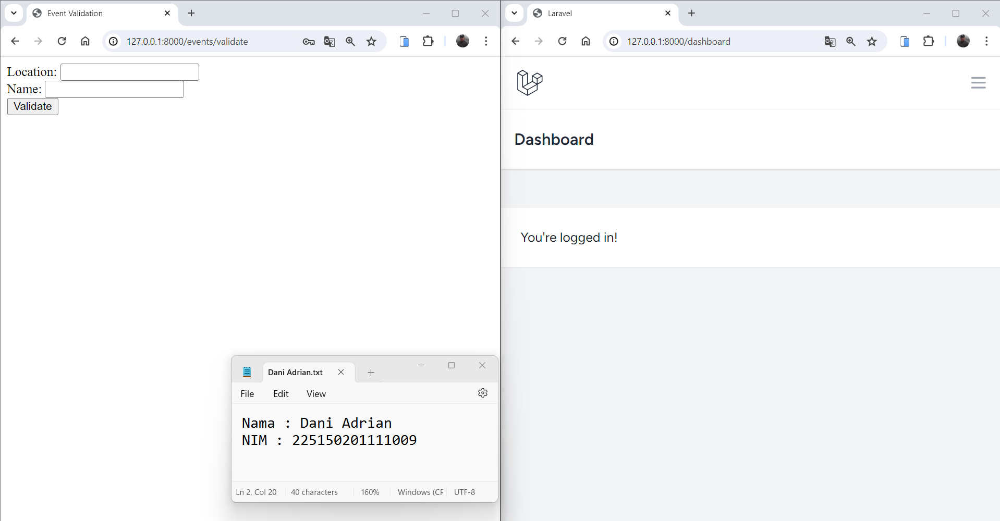 Event Validation
127.0.0.1:8000/events/validate
Location:
Name:
Validate
Laravel
127.0.0.1:8000/dashboard
Dashboard
You're logged in!
Dani Adrian.txt
File Edit View
Nama : Dani Adrian
NIM : 225150201111009
Ln 2, Col 20 40 characters 160% Windows (CR UTF-8